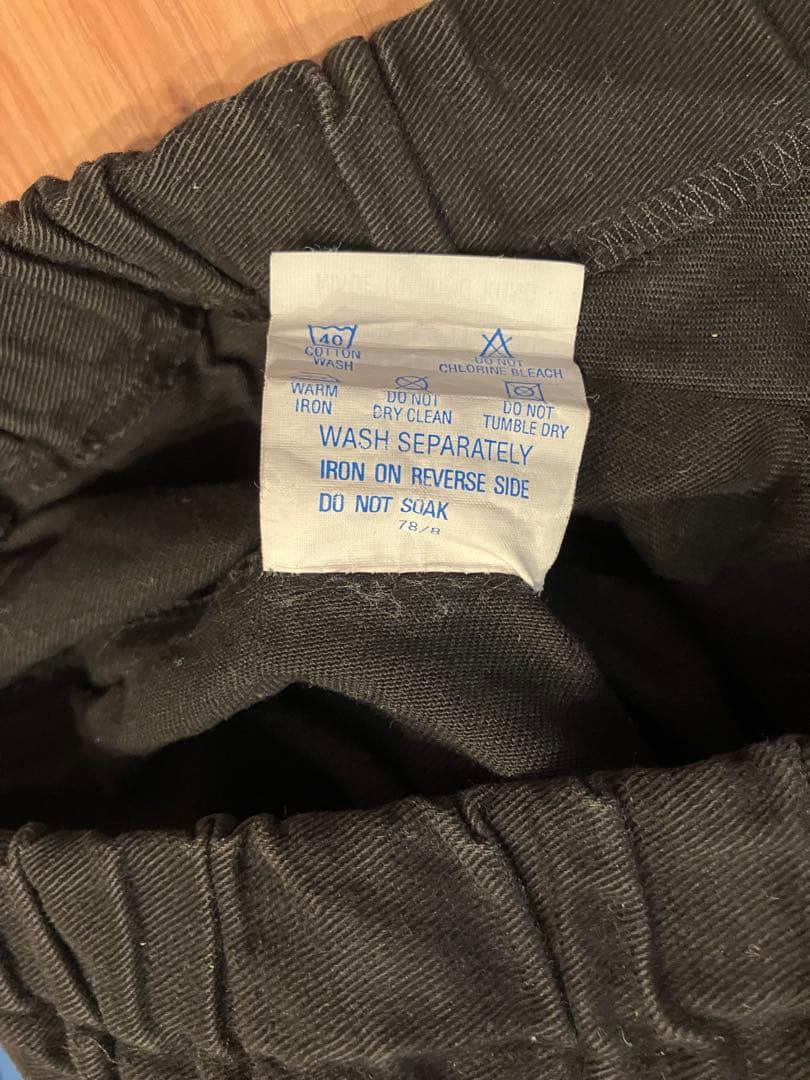 40
COTTON WASH
DO NOT CHLORINE BLEACH
WARM IRON
DO NOT DRY CLEAN
DO NOT TUMBLE DRY
WASH SEPARATELY
IRON ON REVERSE SIDE
DO NOT SOAK
78/8